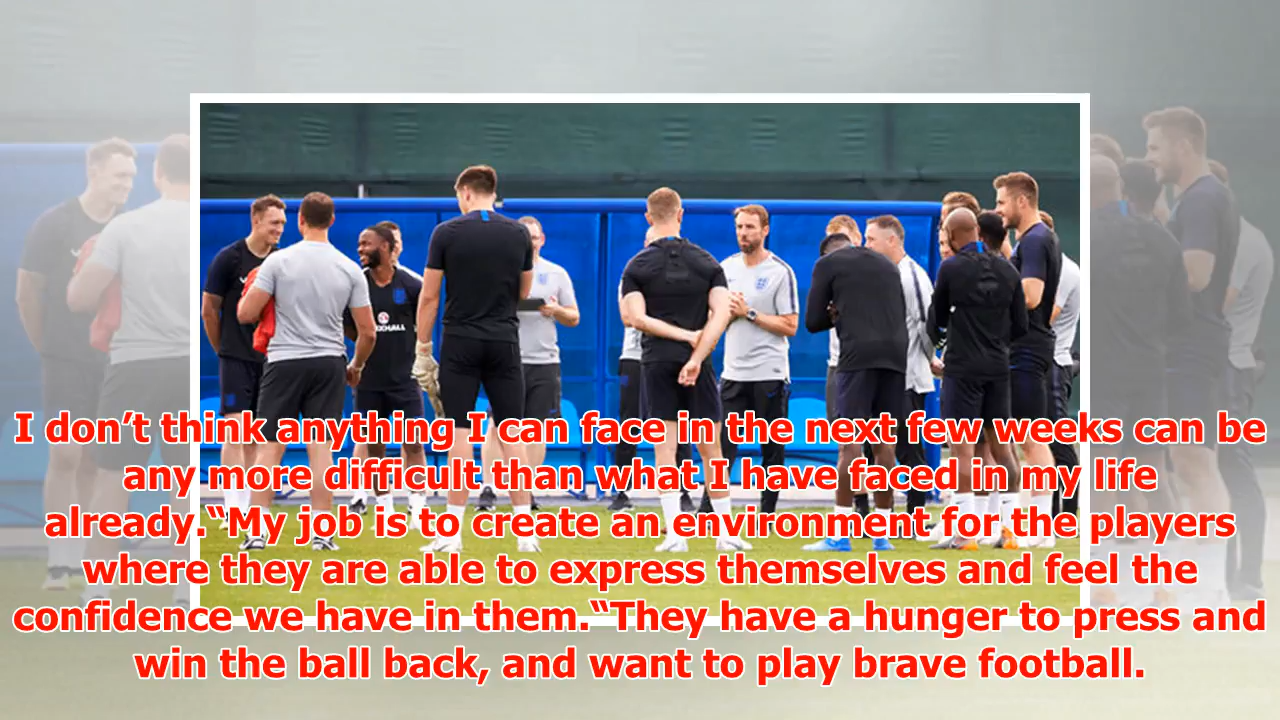 I don’t think anything I can face in the next few weeks can be
any more difficult than what I have faced in my life
already.“My job is to create an environment for the players
where they are able to express themselves and feel the
confidence we have in them.“They have a hunger to press and
win the ball back, and want to play brave football.